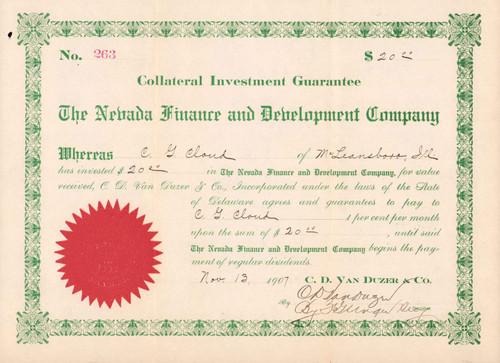 No. 263 $ 20 00
Collateral Investment Guarantee
The Nevada Finance and Development Company
Whereas C. G. Cloud of McLeansboro, Ill
has invested $ 20 00 in The Nevada Finance and Development Company, for value
received, C. D. Van Duzer & Co., Incorporated under the laws of the State
of Delaware agrees and guarantees to pay to
C G. Cloud 1 per cent per month
upon the sum of $ 20 00, until said
The Nevada Finance and Development Company begins the pay-
ment of regular dividends.
Nov 13, 1907 C. D. Van Duzer & Co.
By C D Van Duzer
By